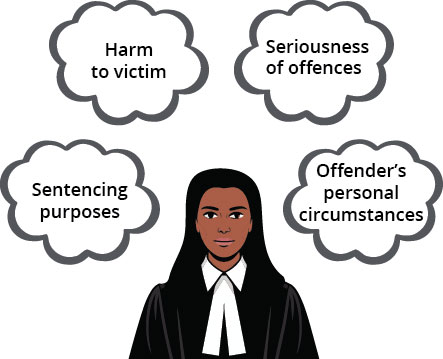 Harm
to victim
Seriousness
of offences
Sentencing
purposes
Offender’s
personal
circumstances